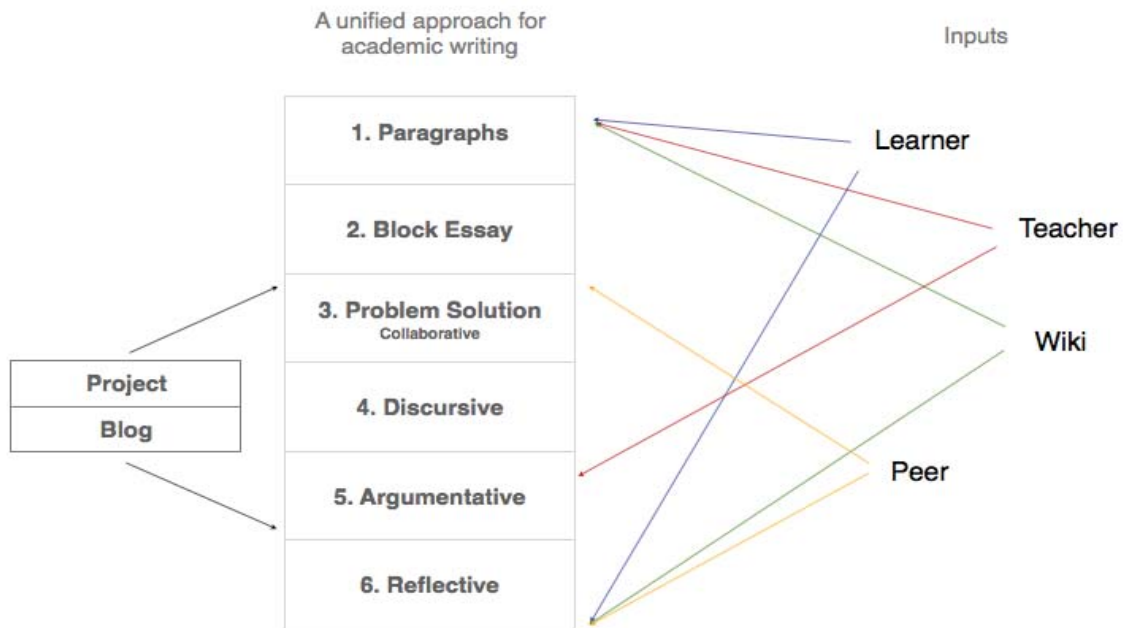 A unified approach for
academic writing
Inputs
1. Paragraphs
2. Block Essay
3. Problem Solution
Collaborative
4. Discursive
5. Argumentative
6. Reflective
Project
Blog
Learner
Teacher
Wiki
Peer